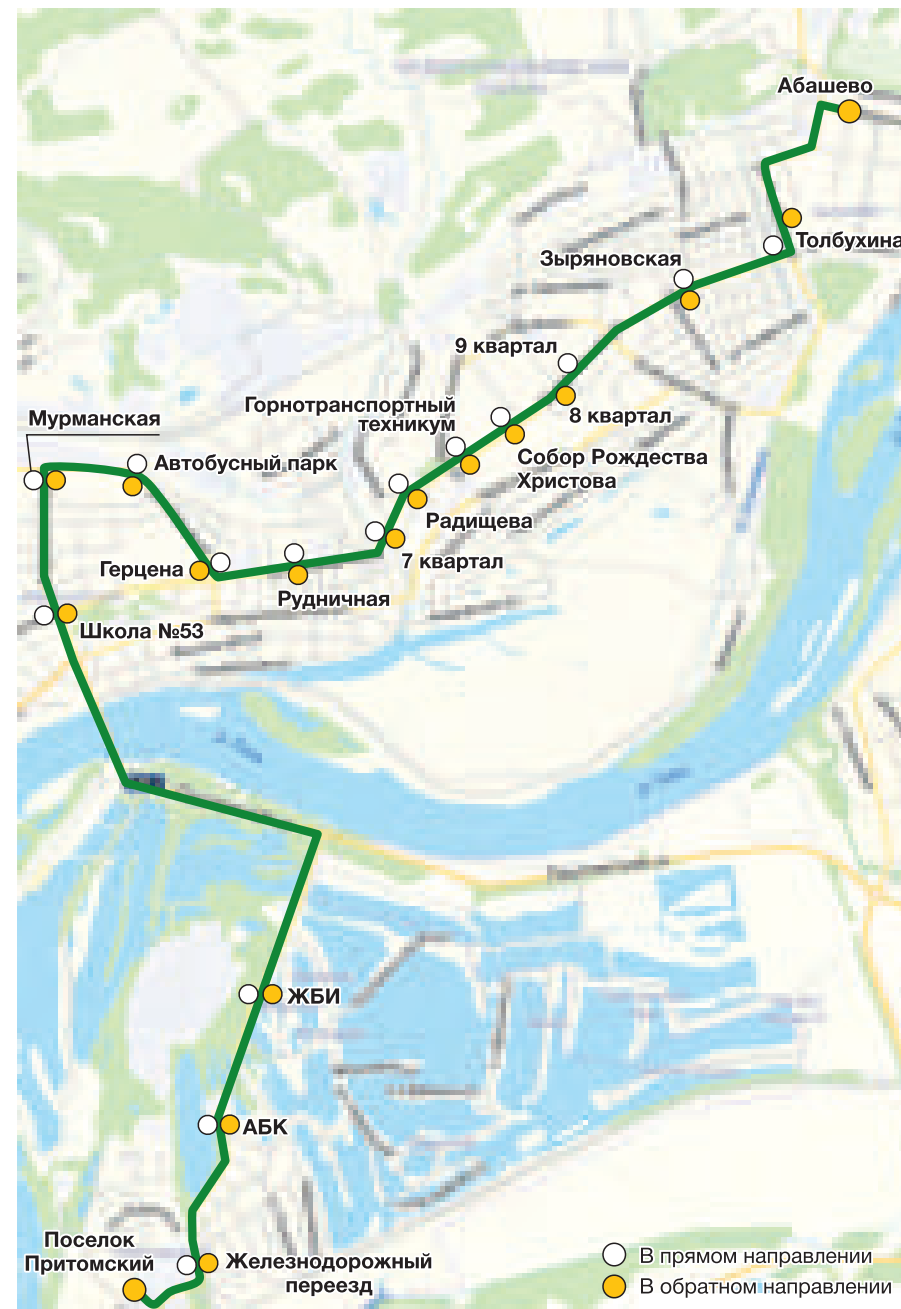 Абашево
Толбухина
Зыряновская
9 квартал
8 квартал
Горнотранспортный
техникум
Собор Рождества
Христова
Мурманская
Автобусный парк
Радищева
7 квартал
Герцена
Рудничная
Школа №53
ЖБИ
АБК
Поселок
Притомский
Железнодорожный
переезд
В прямом направлении
В обратном направлении